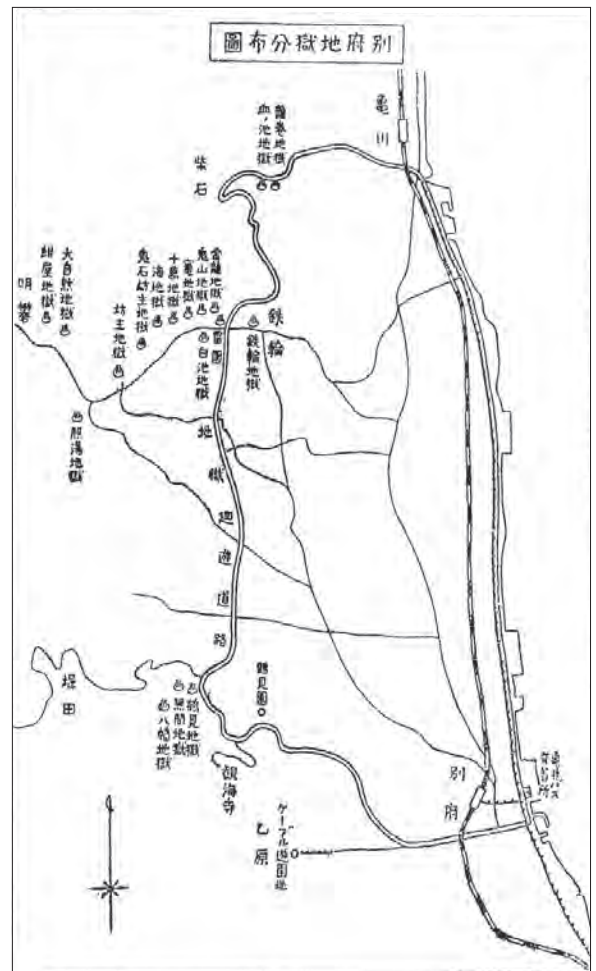 別府地獄分布圖
亀川
龍巻地獄
血ノ池地獄
柴石
金龍地獄
鬼山地獄
(竈地獄)
十萬地獄
海地獄
鬼石坊主地獄
白池地獄
鉄輪
鉄輪地獄
坊主地獄
大自然地獄
紺屋地獄
明礬
照湯地獄
地獄廻遊道路
鶴見園
鶴見地獄
無間地獄
八幡地獄
堀田
観海寺
乙原
ケーブル遊園地
別府